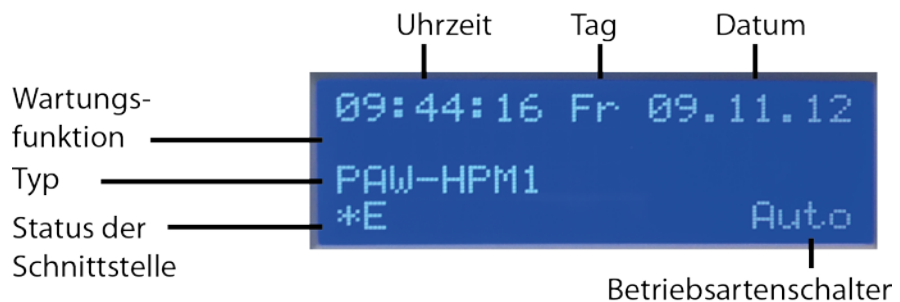 Uhrzeit Tag Datum
Wartungs-
funktion
09:44:16 Fr 09.11.12
Typ
PAW-HPM1
Status der
Schnittstelle
*E Auto
Betriebsartenschalter